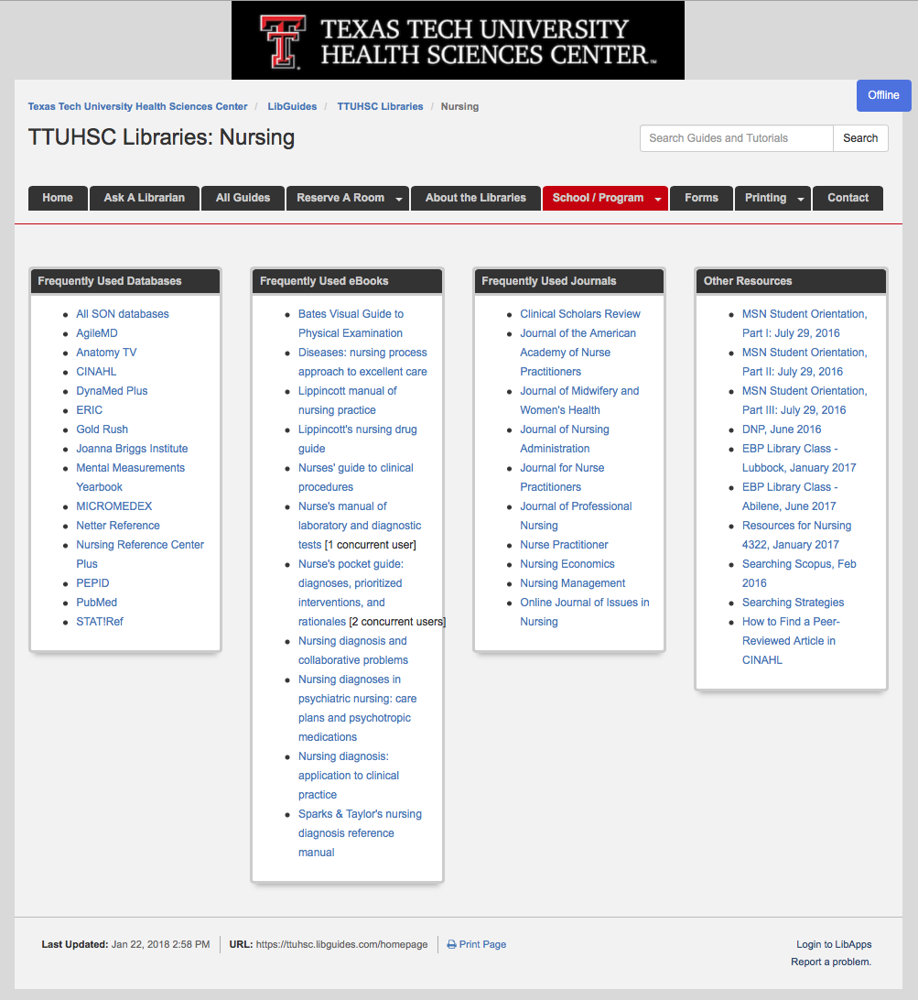 TEXAS TECH UNIVERSITY
HEALTH SCIENCES CENTER™
Offline
Texas Tech University Health Sciences Center / LibGuides / TTUHSC Libraries / Nursing
TTUHSC Libraries: Nursing
Search Guides and Tutorials Search
Home Ask A Librarian All Guides Reserve A Room About the Libraries School / Program Forms Printing Contact
Frequently Used Databases
All SON databases
AgileMD
Anatomy TV
CINAHL
DynaMed Plus
ERIC
Gold Rush
Joanna Briggs Institute
Mental Measurements
Yearbook
MICROMEDEX
Netter Reference
Nursing Reference Center
Plus
PEPID
PubMed
STAT!Ref
Frequently Used eBooks
Bates Visual Guide to
Physical Examination
Diseases: nursing process
approach to excellent care
Lippincott manual of
nursing practice
Lippincott's nursing drug
guide
Nurses' guide to clinical
procedures
Nurse's manual of
laboratory and diagnostic
tests [1 concurrent user]
Nurse's pocket guide:
diagnoses, prioritized
interventions, and
rationales [2 concurrent users]
Nursing diagnosis and
collaborative problems
Nursing diagnoses in
psychiatric nursing: care
plans and psychotropic
medications
Nursing diagnosis:
application to clinical
practice
Sparks & Taylor's nursing
diagnosis reference
manual
Frequently Used Journals
Clinical Scholars Review
Journal of the American
Academy of Nurse
Practitioners
Journal of Midwifery and
Women's Health
Journal of Nursing
Administration
Journal for Nurse
Practitioners
Journal of Professional
Nursing
Nurse Practitioner
Nursing Economics
Nursing Management
Online Journal of Issues in
Nursing
Other Resources
MSN Student Orientation,
Part I: July 29, 2016
MSN Student Orientation,
Part II: July 29, 2016
MSN Student Orientation,
Part III: July 29, 2016
DNP, June 2016
EBP Library Class -
Lubbock, January 2017
EBP Library Class -
Abilene, June 2017
Resources for Nursing
4322, January 2017
Searching Scopus, Feb
2016
Searching Strategies
How to Find a Peer-
Reviewed Article in
CINAHL
Last Updated: Jan 22, 2018 2:58 PM URL: https://ttuhsc.libguides.com/homepage Print Page
Login to LibApps
Report a problem.